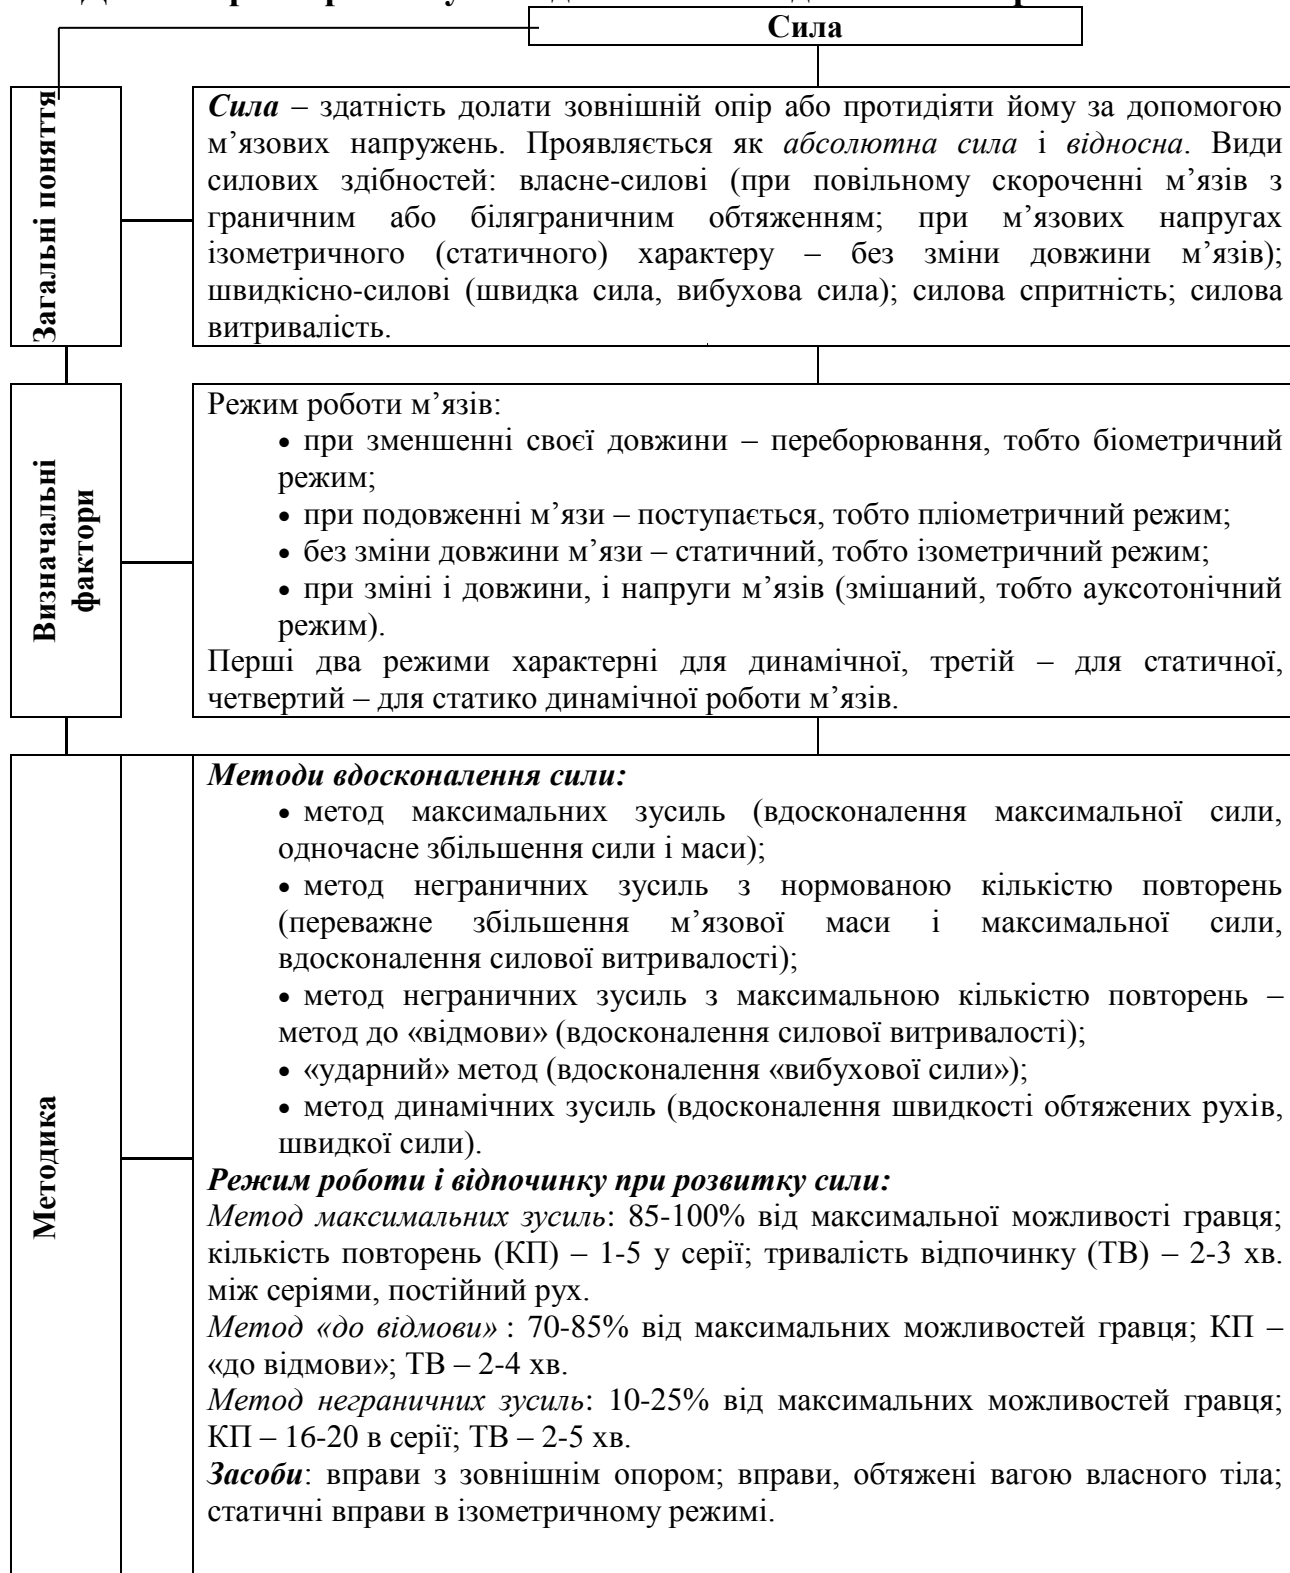 Сила
Загальні поняття
Сила – здатність долати зовнішній опір або протидіяти йому за допомогою
м’язових напружень. Проявляється як абсолютна сила і відносна. Види
силових здібностей: власне-силові (при повільному скороченні м’язів з
граничним або біляграничним обтяженням; при м’язових напругах
ізометричного (статичного) характеру – без зміни довжини м’язів);
швидкісно-силові (швидка сила, вибухова сила); силова спритність; силова
витривалість.
Визначальні
фактори
Режим роботи м’язів:
• при зменшенні своєї довжини – переборювання, тобто біометричний
режим;
• при подовженні м’язи – поступається, тобто пліометричний режим;
• без зміни довжини м’язи – статичний, тобто ізометричний режим;
• при зміні і довжини, і напруги м’язів (змішаний, тобто ауксотонічний
режим).
Перші два режими характерні для динамічної, третій – для статичної,
четвертий – для статико динамічної роботи м’язів.
Методика
Методи вдосконалення сили:
• метод максимальних зусиль (вдосконалення максимальної сили,
одночасне збільшення сили і маси);
• метод неграничних зусиль з нормованою кількістю повторень
(переважне збільшення м’язової маси і максимальної сили,
вдосконалення силової витривалості);
• метод неграничних зусиль з максимальною кількістю повторень –
метод до «відмови» (вдосконалення силової витривалості);
• «ударний» метод (вдосконалення «вибухової сили»);
• метод динамічних зусиль (вдосконалення швидкості обтяжених рухів,
швидкої сили).
Режим роботи і відпочинку при розвитку сили:
Метод максимальних зусиль: 85-100% від максимальної можливості гравця;
кількість повторень (КП) – 1-5 у серії; тривалість відпочинку (ТВ) – 2-3 хв.
між серіями, постійний рух.
Метод «до відмови» : 70-85% від максимальних можливостей гравця; КП –
«до відмови»; ТВ – 2-4 хв.
Метод неграничних зусиль: 10-25% від максимальних можливостей гравця;
КП – 16-20 в серії; ТВ – 2-5 хв.
Засоби: вправи з зовнішнім опором; вправи, обтяжені вагою власного тіла;
статичні вправи в ізометричному режимі.